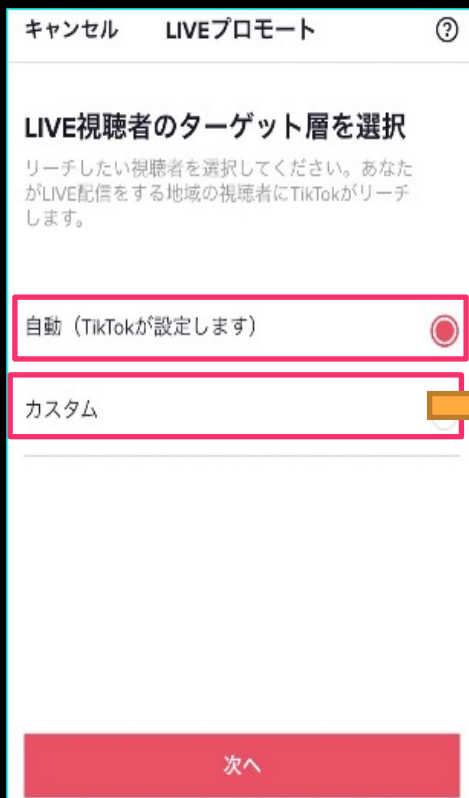 キャンセル LIVEプロモート ?
LIVE視聴者のターゲット層を選択
リーチしたい視聴者を選択してください。あなた
がLIVE配信をする地域の視聴者にTikTokがリーチ
します。
自動（TikTokが設定します）
カスタム
次へ